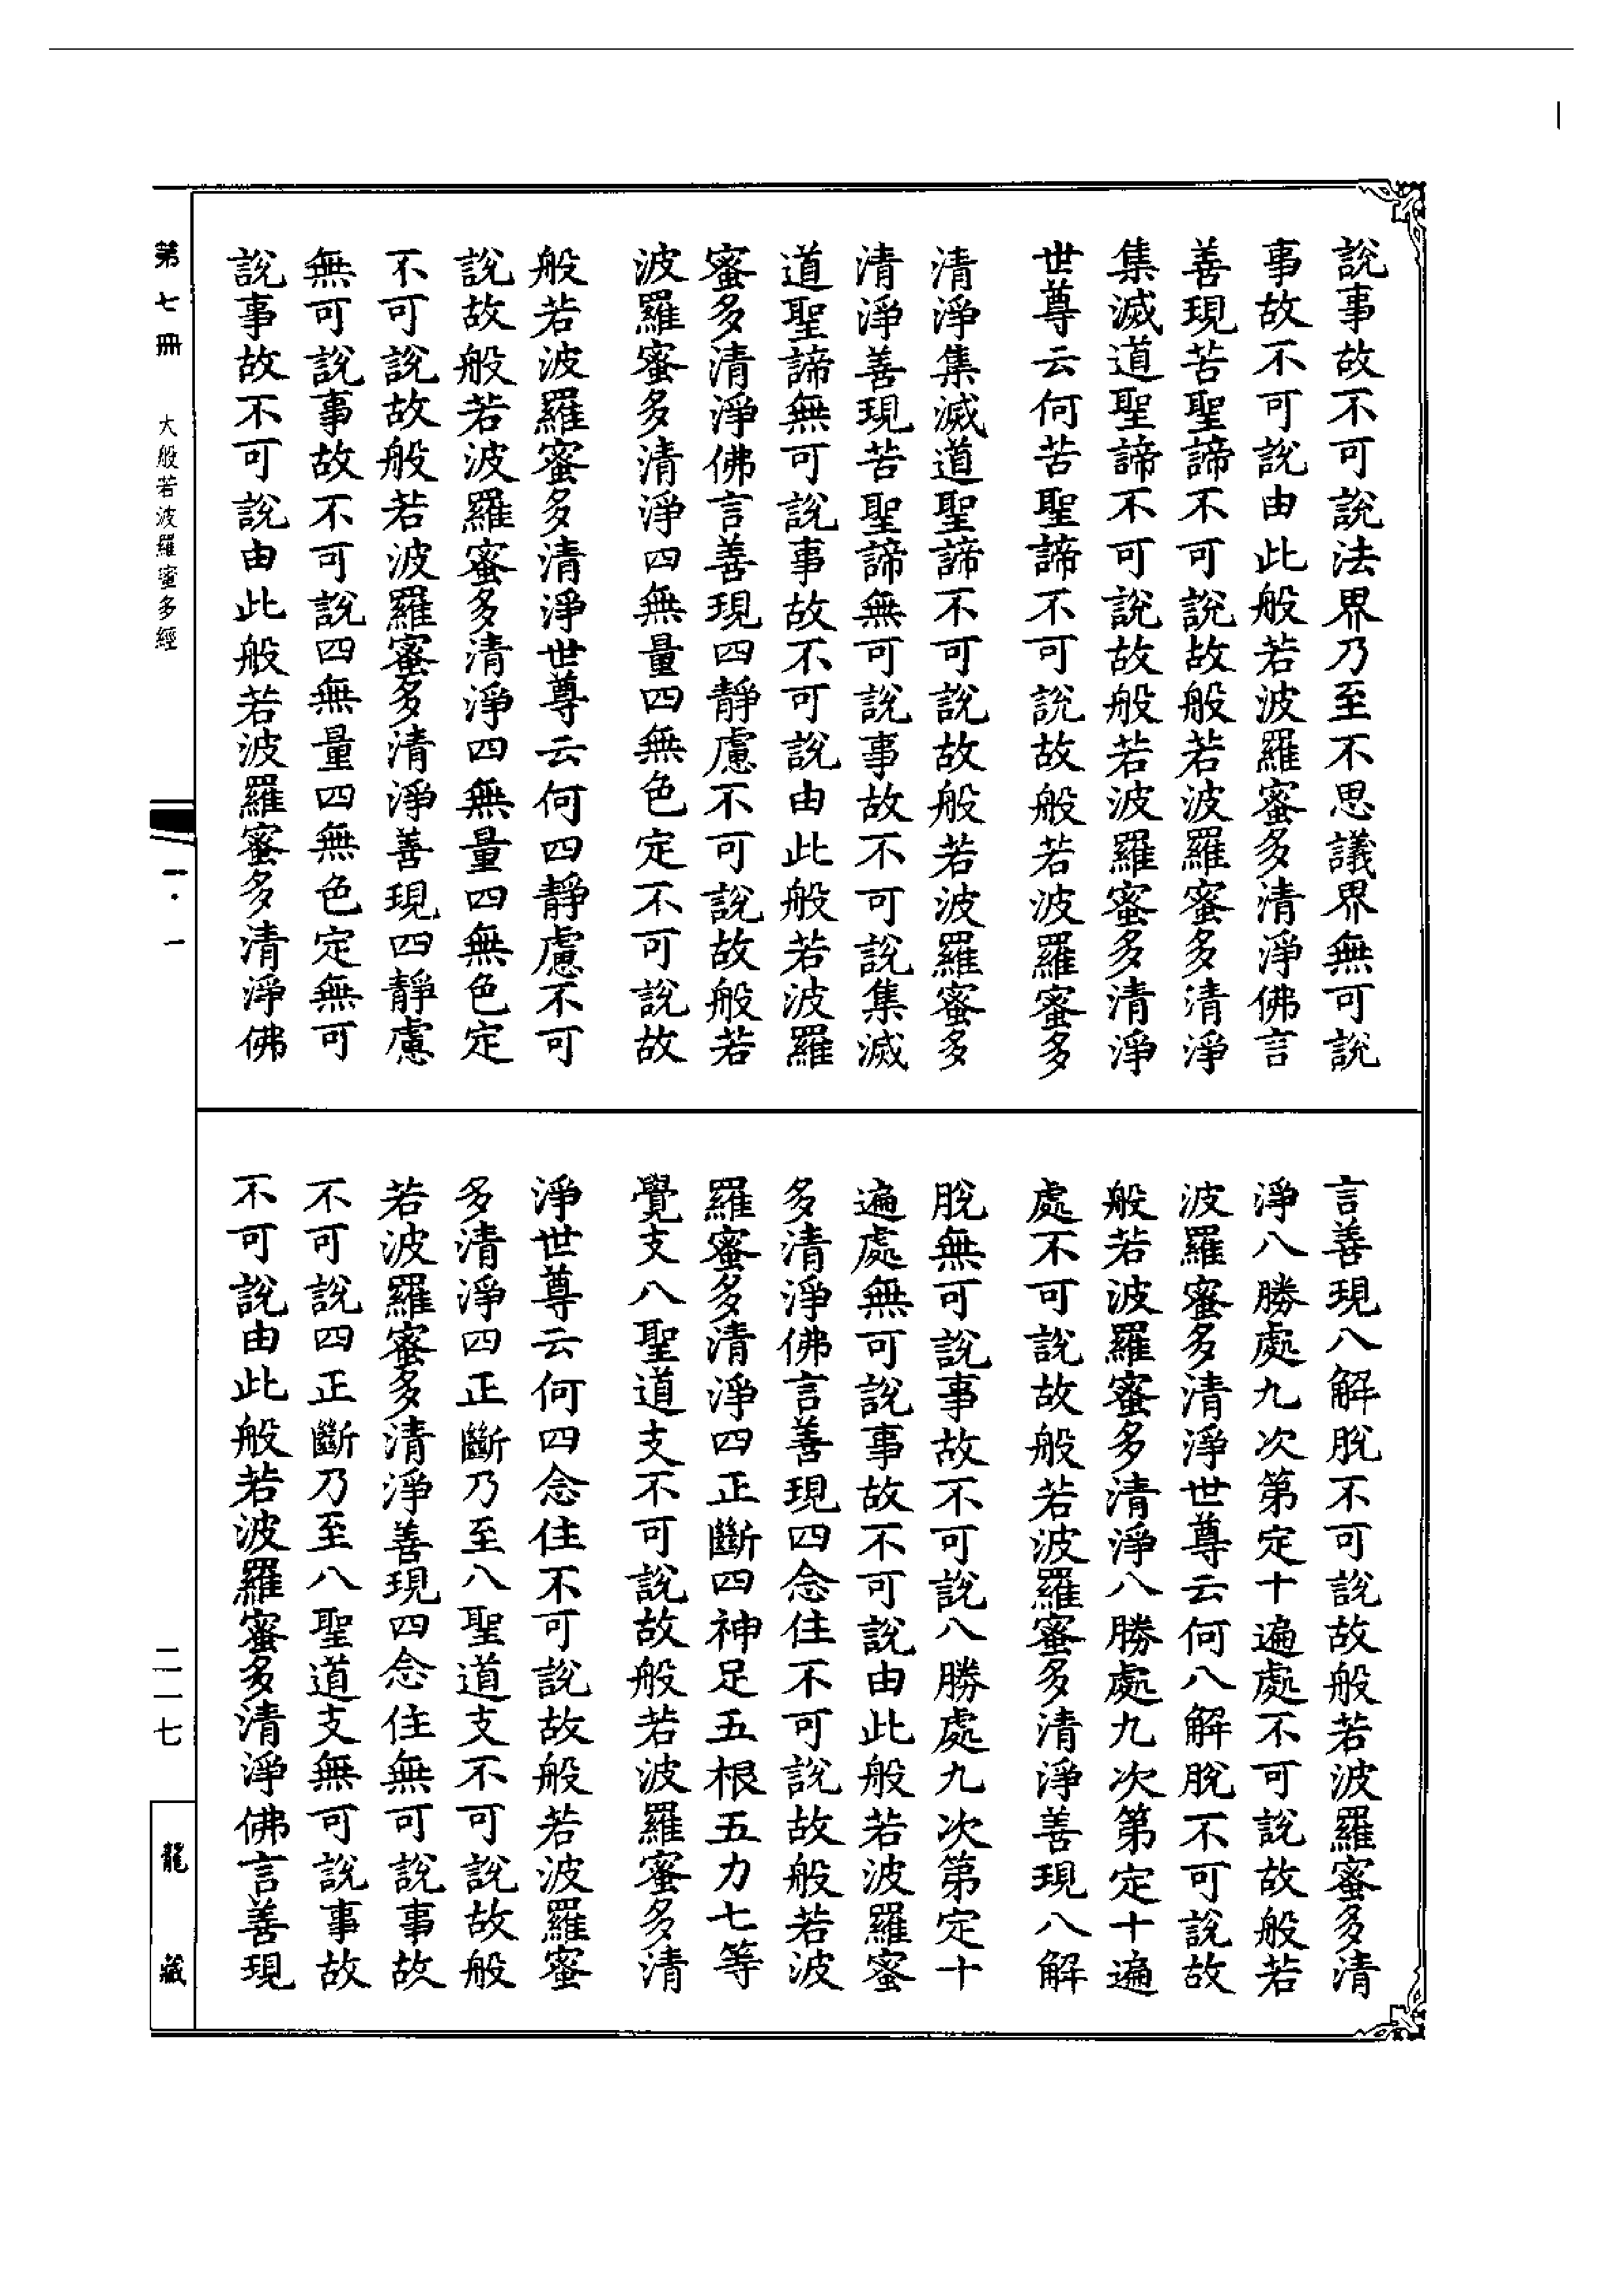 說事故不可說法界乃至不思議界無可說
事故不可說由此般若波羅蜜多清淨佛言
善現苦聖諦不可說故般若波羅蜜多清淨
集滅道聖諦不可說故般若波羅蜜多清淨
世尊云何苦聖諦不可說故般若波羅蜜多
清淨集滅道聖諦不可說故般若波羅蜜多
清淨善現苦聖諦無可說事故不可說集滅
道聖諦無可說事故不可說由此般若波羅
蜜多清淨佛言善現四靜慮不可說故般若
波羅蜜多清淨四無量四無色定不可說故
般若波羅蜜多清淨世尊云何四靜慮不可
說故般若波羅蜜多清淨四無量四無色定
不可說故般若波羅蜜多清淨善現四靜慮
無可說事故不可說四無量四無色定無可
說事故不可說由此般若波羅蜜多清淨佛
言善現八解脫不可說故般若波羅蜜多清
淨八勝處九次第定十遍處不可說故般若
波羅蜜多清淨世尊云何八解脫不可說故
般若波羅蜜多清淨八勝處九次第定十遍
處不可說故般若波羅蜜多清淨善現八解
脫無可說事故不可說八勝處九次第定十
遍處無可說事故不可說由此般若波羅蜜
多清淨佛言善現四念住不可說故般若波
羅蜜多清淨四正斷四神足五根五力七等
覺支八聖道支不可說故般若波羅蜜多清
淨世尊云何四念住不可說故般若波羅蜜
多清淨四正斷乃至八聖道支不可說故般
若波羅蜜多清淨善現四念住無可說事故
不可說四正斷乃至八聖道支無可說事故
不可說由此般若波羅蜜多清淨佛言善現
第七冊 大般若波羅蜜多經
二一七
龍藏